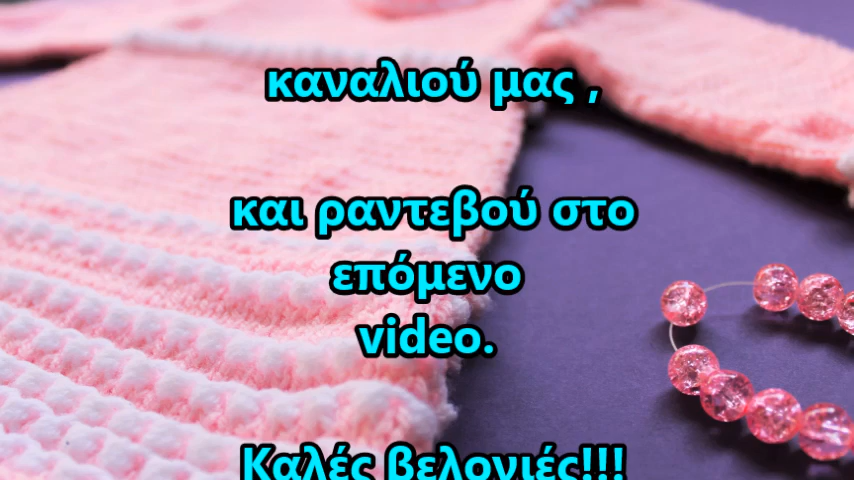 καναλιού μας ,
και ραντεβού στο
επόμενο
video.
Καλές βελονιές!!!